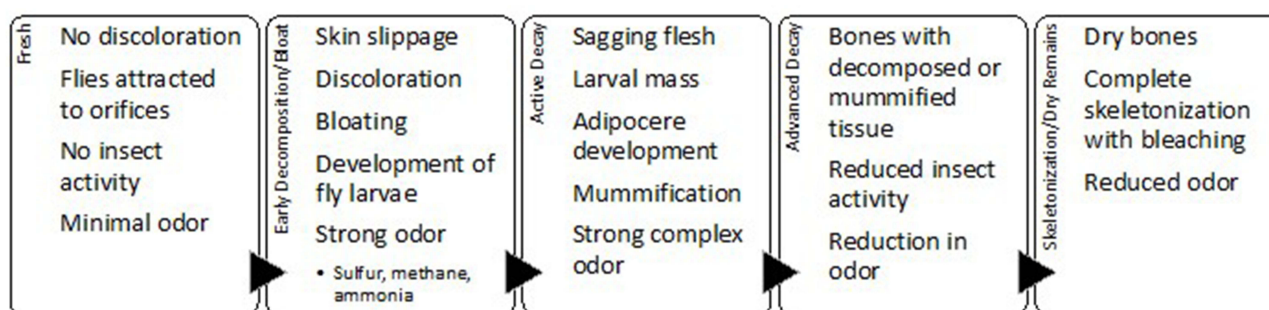 Fresh
No discoloration
Flies attracted
to orifices
No insect
activity
Minimal odor
Early Decomposition/Bloat
Skin slippage
Discoloration
Bloating
Development of
fly larvae
Strong odor
• Sulfur, methane,
ammonia
Active Decay
Sagging flesh
Larval mass
Adipocere
development
Mummification
Strong complex
odor
Advanced Decay
Bones with
decomposed or
mummified
tissue
Reduced insect
activity
Reduction in
odor
Skeletonization/Dry Remains
Dry bones
Complete
skeletonization
with bleaching
Reduced odor